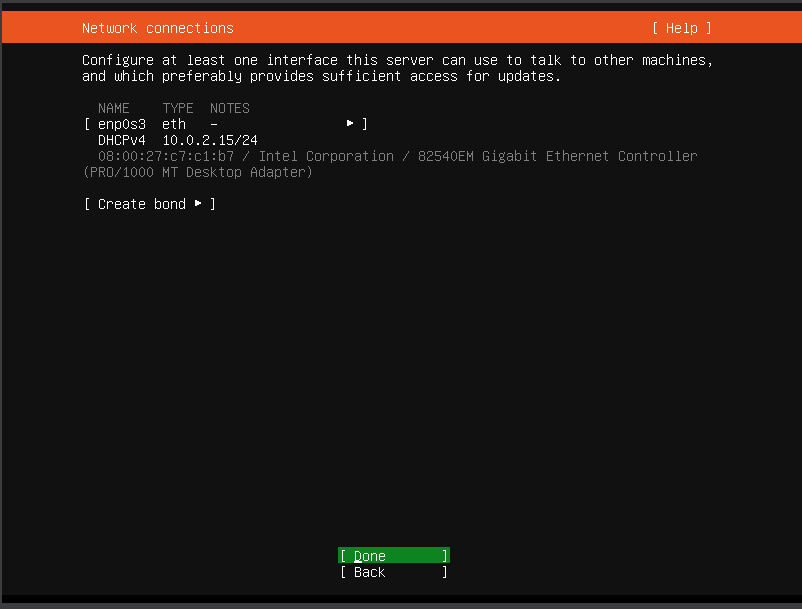 Network connections [ Help ]
Configure at least one interface this server can use to talk to other machines,
and which preferably provides sufficient access for updates.
NAME TYPE NOTES
[ enp0s3 eth - ▸ ]
DHCPv4 10.0.2.15/24
08:00:27:c7:c1:b7 / Intel Corporation / 82540EM Gigabit Ethernet Controller
(PRO/1000 MT Desktop Adapter)
[ Create bond ▸ ]
[ Done ]
[ Back ]